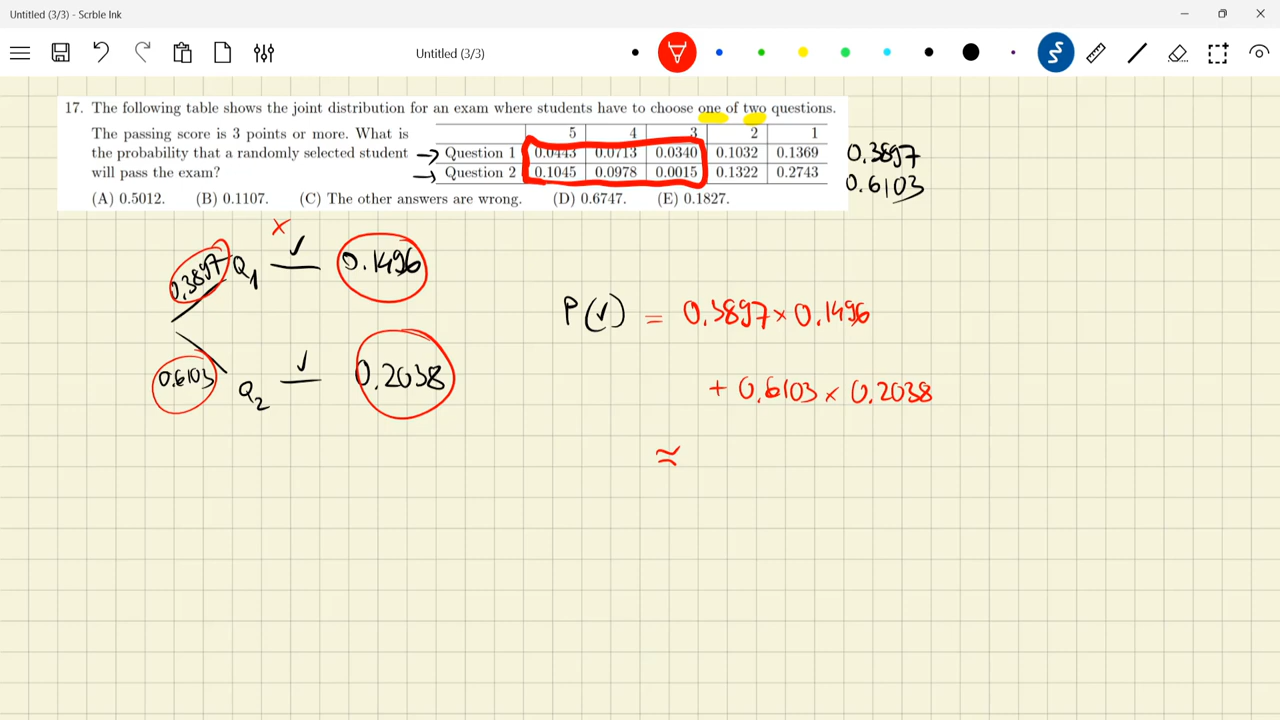 Untitled (3/3) - Scrble Ink
Untitled (3/3)
17. The following table shows the joint distribution for an exam where students have to choose one of two questions.
The passing score is 3 points or more. What is
the probability that a randomly selected student
will pass the exam?
5 4 3 2 1
Question 1 0.0443 0.0713 0.0340 0.1032 0.1369 0.3897
Question 2 0.1045 0.0978 0.0015 0.1322 0.2743 0.6103
(A) 0.5012. (B) 0.1107. (C) The other answers are wrong. (D) 0.6747. (E) 0.1827.
x
0.3897 Q1 ✓ 0.1496
0.6103 Q2 ✓ 0.2038
P(✓) = 0.3897 × 0.1496
+ 0.6103 × 0.2038
≈